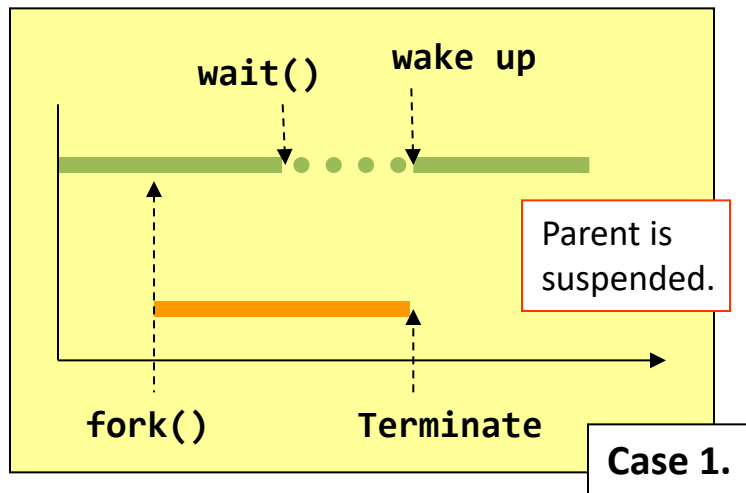 wait()
wake up
Parent is
suspended.
fork()
Terminate
Case 1.